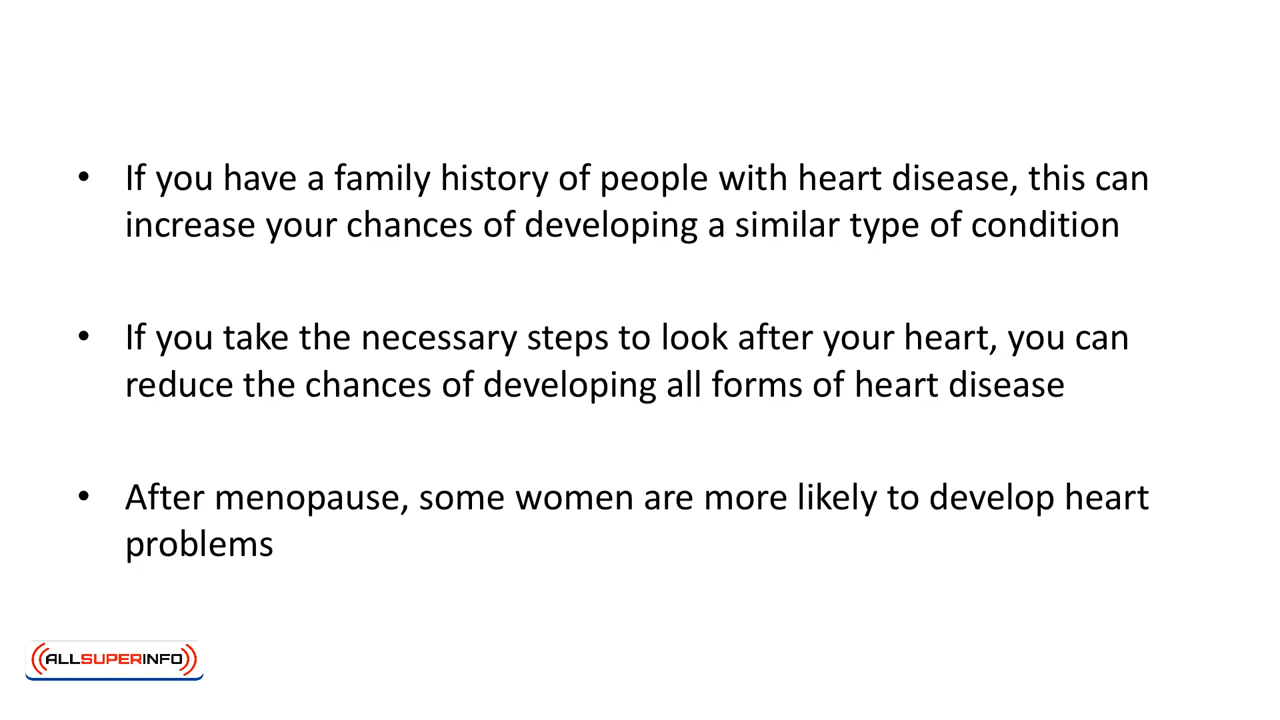 • If you have a family history of people with heart disease, this can
increase your chances of developing a similar type of condition
• If you take the necessary steps to look after your heart, you can
reduce the chances of developing all forms of heart disease
• After menopause, some women are more likely to develop heart
problems
ALLSUPERINFO